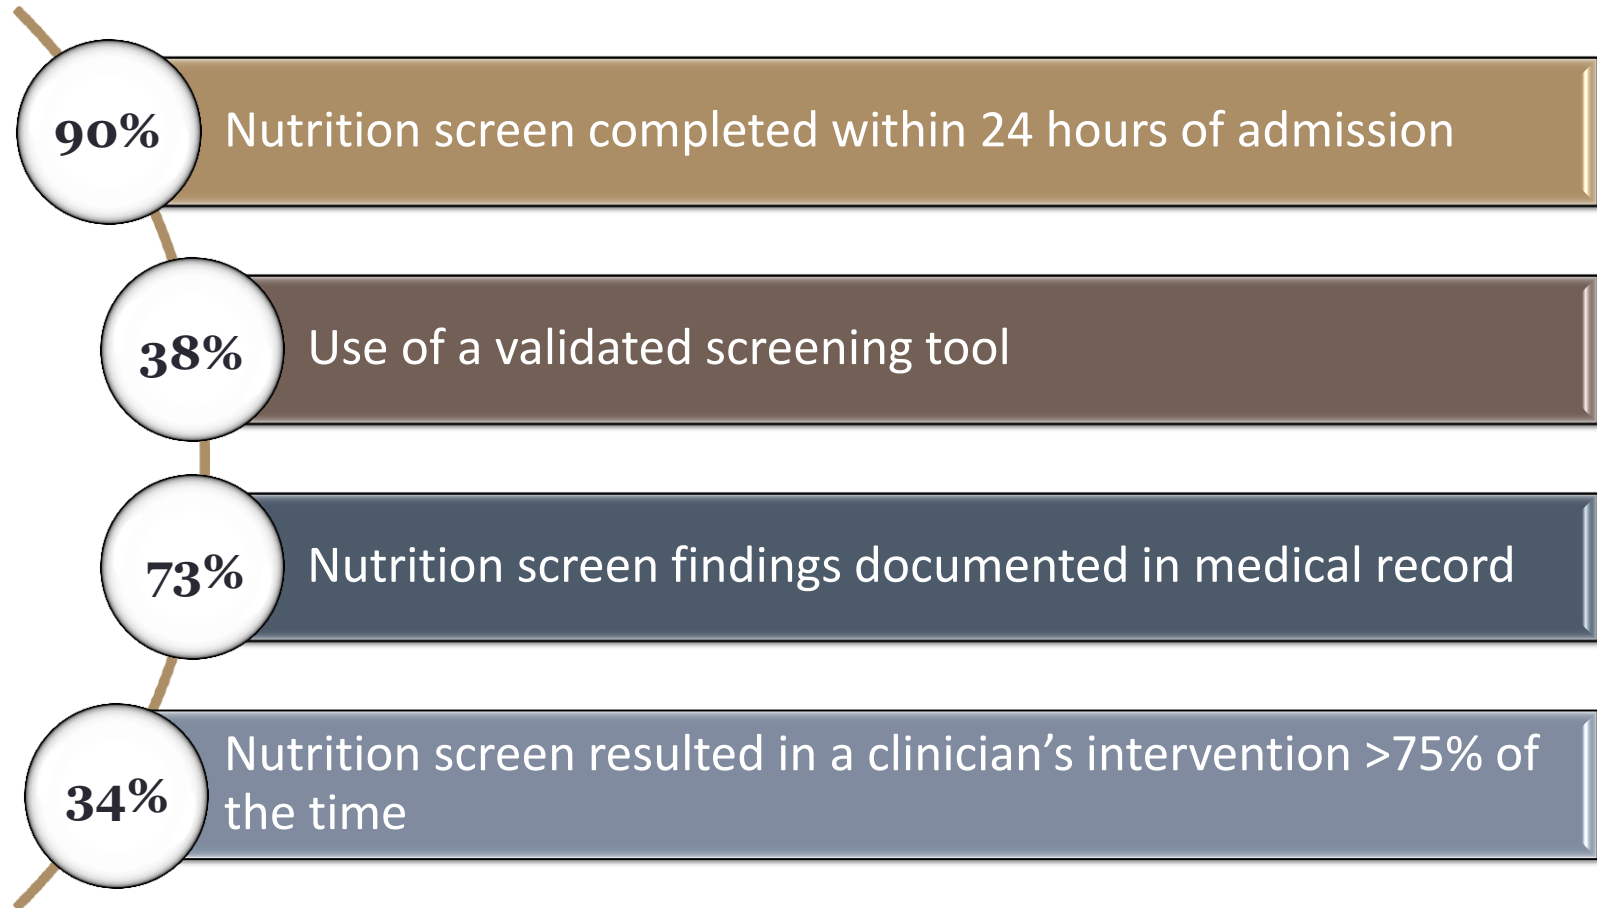 90%
Nutrition screen completed within 24 hours of admission
38%
Use of a validated screening tool
73%
Nutrition screen findings documented in medical record
34%
Nutrition screen resulted in a clinician’s intervention >75% of
the time